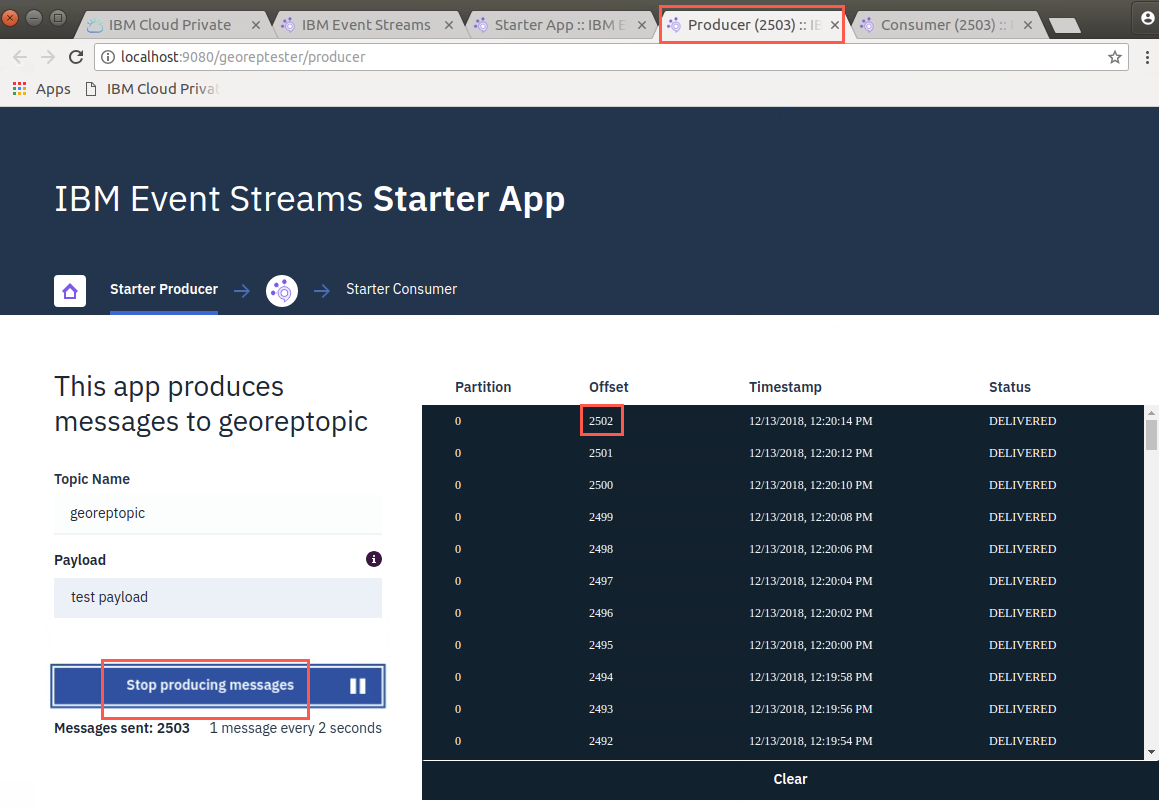 IBM Cloud Private
IBM Event Streams
Starter App :: IBM E
Producer (2503) :: IB
Consumer (2503) ::
localhost:9080/georeptester/producer
Apps
IBM Cloud Privat
IBM Event Streams Starter App
Starter Producer
Starter Consumer
This app produces
messages to georeptopic
Topic Name
georeptopic
Payload
test payload
Stop producing messages
Messages sent: 2503 1 message every 2 seconds
Partition Offset Timestamp Status
0 2502 12/13/2018, 12:20:14 PM DELIVERED
0 2501 12/13/2018, 12:20:12 PM DELIVERED
0 2500 12/13/2018, 12:20:10 PM DELIVERED
0 2499 12/13/2018, 12:20:08 PM DELIVERED
0 2498 12/13/2018, 12:20:06 PM DELIVERED
0 2497 12/13/2018, 12:20:04 PM DELIVERED
0 2496 12/13/2018, 12:20:02 PM DELIVERED
0 2495 12/13/2018, 12:20:00 PM DELIVERED
0 2494 12/13/2018, 12:19:58 PM DELIVERED
0 2493 12/13/2018, 12:19:56 PM DELIVERED
0 2492 12/13/2018, 12:19:54 PM DELIVERED
Clear